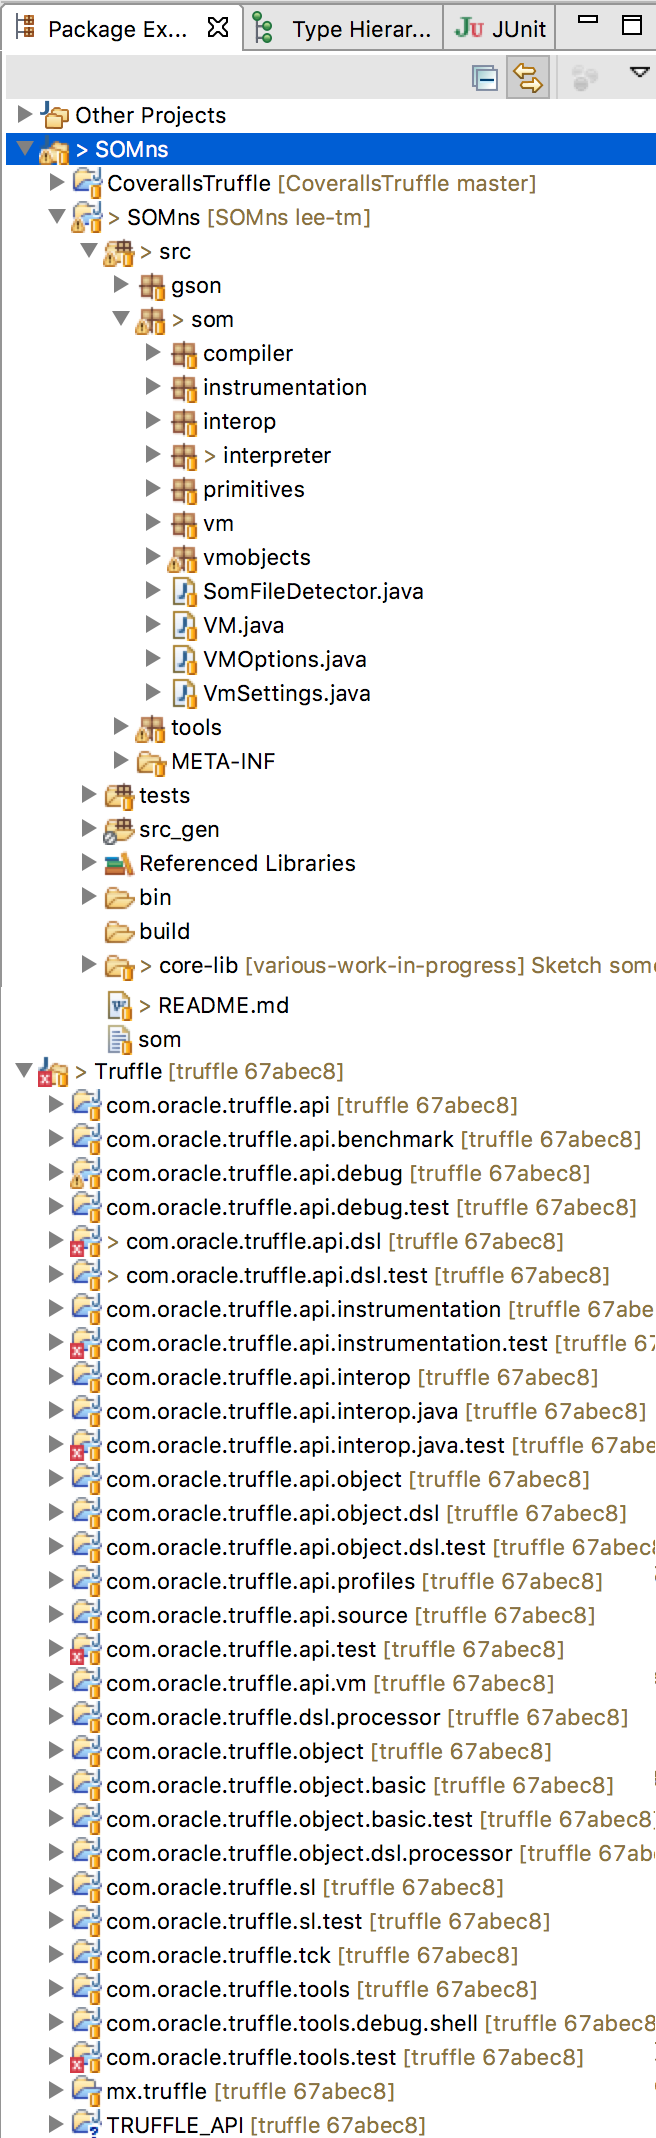 Package Ex... Type Hierar... JUnit
Other Projects
> SOMns
CoverallsTruffle [CoverallsTruffle master]
> SOMns [SOMns lee-tm]
> src
gson
> som
compiler
instrumentation
interop
> interpreter
primitives
vm
vmobjects
SomFileDetector.java
VM.java
VMOptions.java
VmSettings.java
tools
META-INF
tests
src_gen
Referenced Libraries
bin
build
> core-lib [various-work-in-progress] Sketch some
> README.md
som
> Truffle [truffle 67abec8]
com.oracle.truffle.api [truffle 67abec8]
com.oracle.truffle.api.benchmark [truffle 67abec8]
com.oracle.truffle.api.debug [truffle 67abec8]
com.oracle.truffle.api.debug.test [truffle 67abec8]
> com.oracle.truffle.api.dsl [truffle 67abec8]
> com.oracle.truffle.api.dsl.test [truffle 67abec8]
com.oracle.truffle.api.instrumentation [truffle 67abe
com.oracle.truffle.api.instrumentation.test [truffle 67
com.oracle.truffle.api.interop [truffle 67abec8]
com.oracle.truffle.api.interop.java [truffle 67abec8]
com.oracle.truffle.api.interop.java.test [truffle 67abe
com.oracle.truffle.api.object [truffle 67abec8]
com.oracle.truffle.api.object.dsl [truffle 67abec8]
com.oracle.truffle.api.object.dsl.test [truffle 67abec8
com.oracle.truffle.api.profiles [truffle 67abec8]
com.oracle.truffle.api.source [truffle 67abec8]
com.oracle.truffle.api.test [truffle 67abec8]
com.oracle.truffle.api.vm [truffle 67abec8]
com.oracle.truffle.dsl.processor [truffle 67abec8]
com.oracle.truffle.object [truffle 67abec8]
com.oracle.truffle.object.basic [truffle 67abec8]
com.oracle.truffle.object.basic.test [truffle 67abec8]
com.oracle.truffle.object.dsl.processor [truffle 67ab
com.oracle.truffle.sl [truffle 67abec8]
com.oracle.truffle.sl.test [truffle 67abec8]
com.oracle.truffle.tck [truffle 67abec8]
com.oracle.truffle.tools [truffle 67abec8]
com.oracle.truffle.tools.debug.shell [truffle 67abec8
com.oracle.truffle.tools.test [truffle 67abec8]
mx.truffle [truffle 67abec8]
TRUFFLE_API [truffle 67abec8]